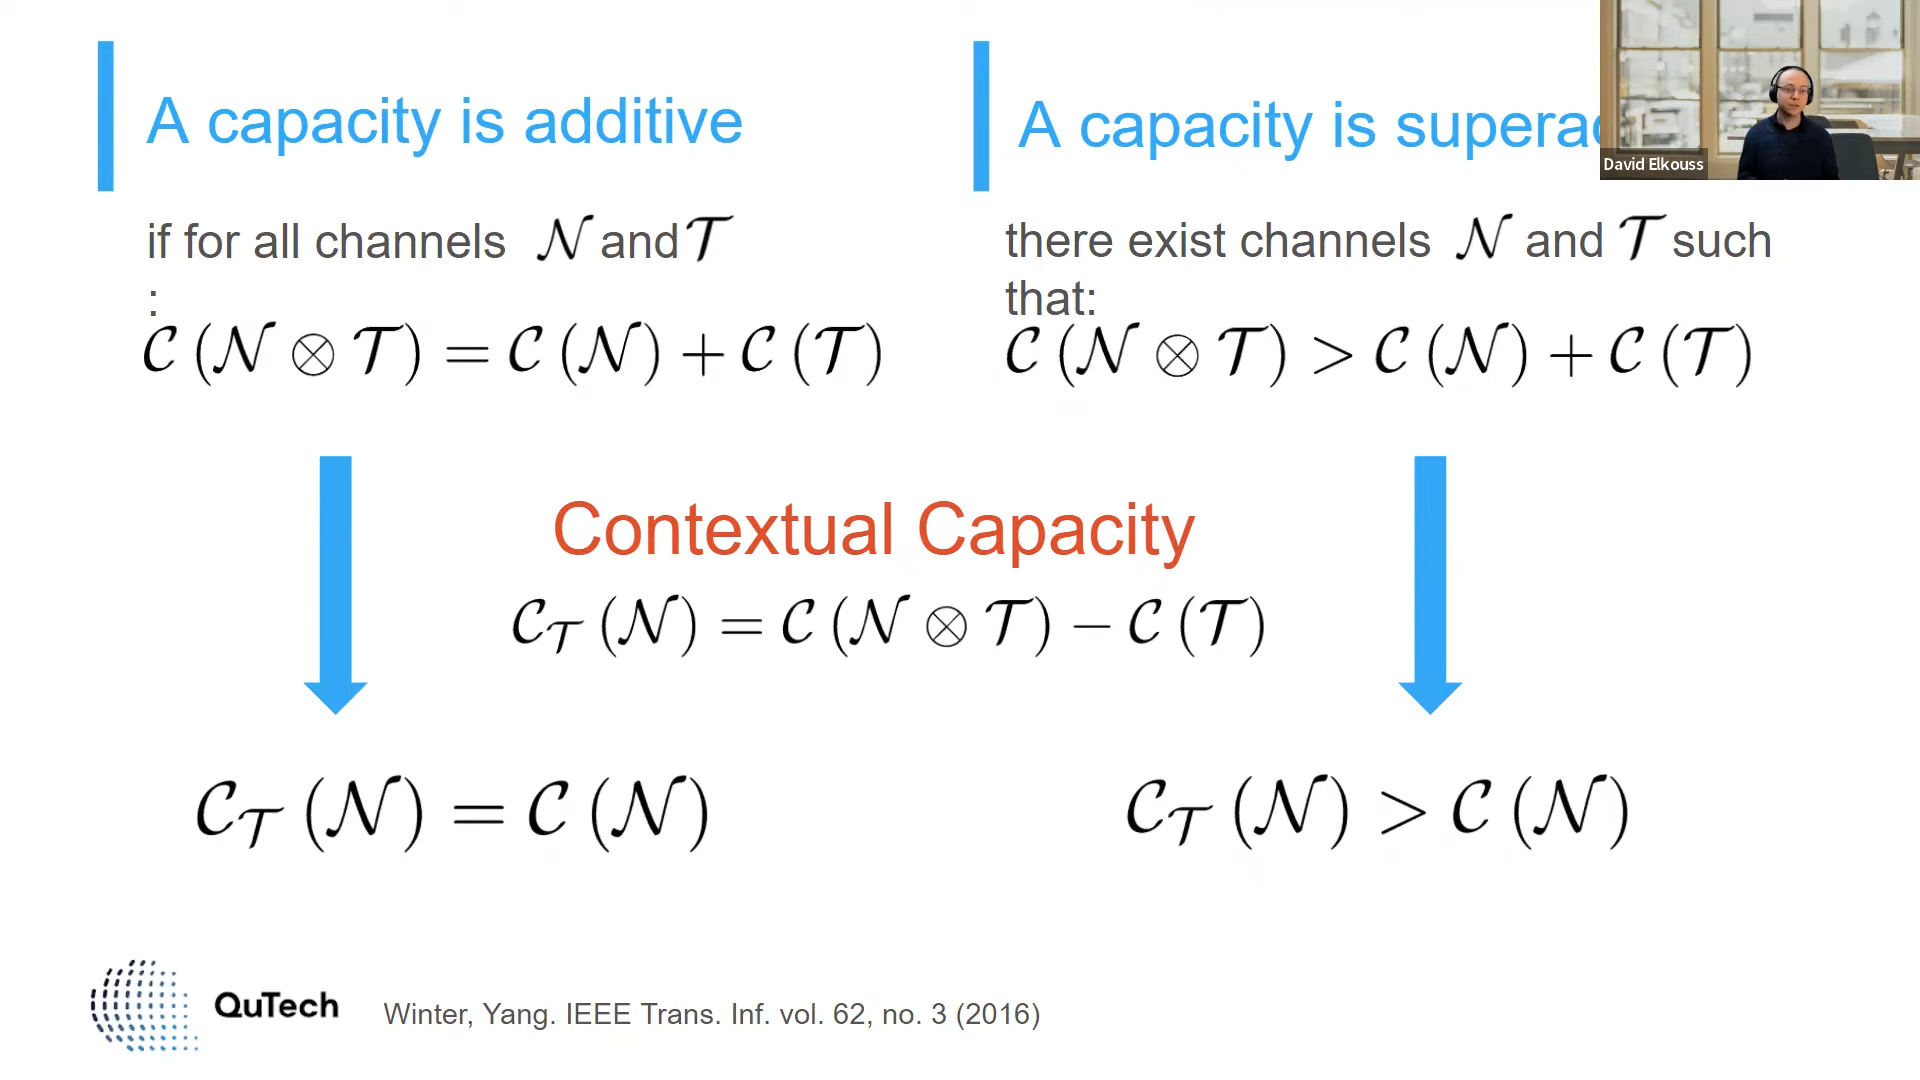 A capacity is additive
if for all channels 𝒩 and 𝒯
:
𝒞 (𝒩 ⊗ 𝒯) = 𝒞 (𝒩) + 𝒞 (𝒯)
A capacity is
there exist channels 𝒩 and 𝒯 such
that:
𝒞 (𝒩 ⊗ 𝒯) > 𝒞 (𝒩) + 𝒞 (𝒯)
David Elkouss
Contextual Capacity
𝒞_𝒯 (𝒩) = 𝒞 (𝒩 ⊗ 𝒯) − 𝒞 (𝒯)
𝒞_𝒯 (𝒩) = 𝒞 (𝒩)
𝒞_𝒯 (𝒩) > 𝒞 (𝒩)
QuTech
Winter, Yang. IEEE Trans. Inf. vol. 62, no. 3 (2016)